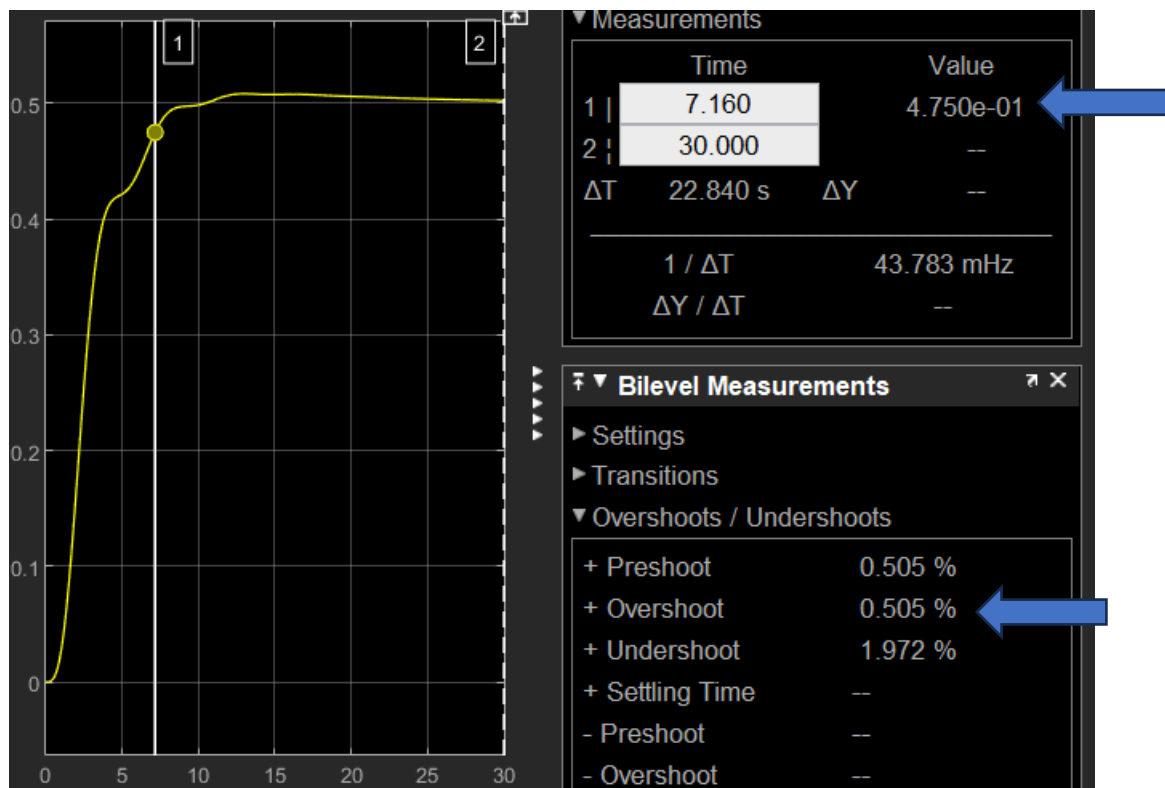 1
2
0.5
0.4
0.3
0.2
0.1
0
0 5 10 15 20 25 30
Measurements
Time Value
1 | 7.160 4.750e-01
2 ¦ 30.000 --
ΔT 22.840 s ΔY --
1 / ΔT 43.783 mHz
ΔY / ΔT --
Bilevel Measurements
Settings
Transitions
Overshoots / Undershoots
+ Preshoot 0.505 %
+ Overshoot 0.505 %
+ Undershoot 1.972 %
+ Settling Time --
- Preshoot --
- Overshoot --